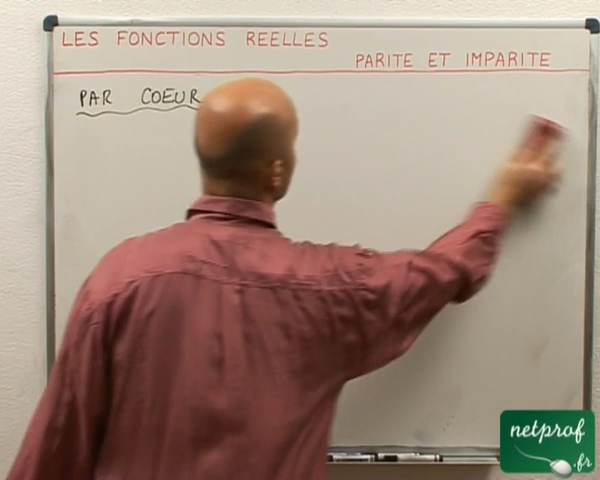 LES FONCTIONS REELLES
PARITE ET IMPARITE
PAR COEUR
netprof
.fr